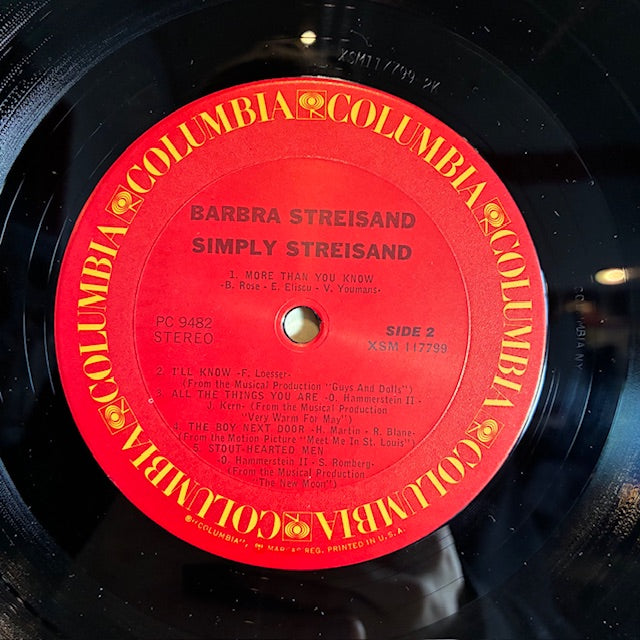 XSM117799 2K
COLUMBIA COLUMBIA COLUMBIA COLUMBIA COLUMBIA COLUMBIA
BARBRA STREISAND
SIMPLY STREISAND
1. MORE THAN YOU KNOW
-B. Rose - E. Eliscu - V. Youmans-
PC 9482
STEREO
SIDE 2
XSM 117799
2. I'LL KNOW -F. Loesser-
(From the Musical Production "Guys And Dolls")
3. ALL THE THINGS YOU ARE -O. Hammerstein II -
J. Kern- (From the Musical Production
"Very Warm For May")
4. THE BOY NEXT DOOR -H. Martin - R. Blane-
(From the Motion Picture "Meet Me In St. Louis")
5. STOUT-HEARTED MEN
-O. Hammerstein II - S. Romberg-
(From the Musical Production
"The New Moon")
®"COLUMBIA", MARCAS REG. PRINTED IN U.S.A.
COLUMBIA NY